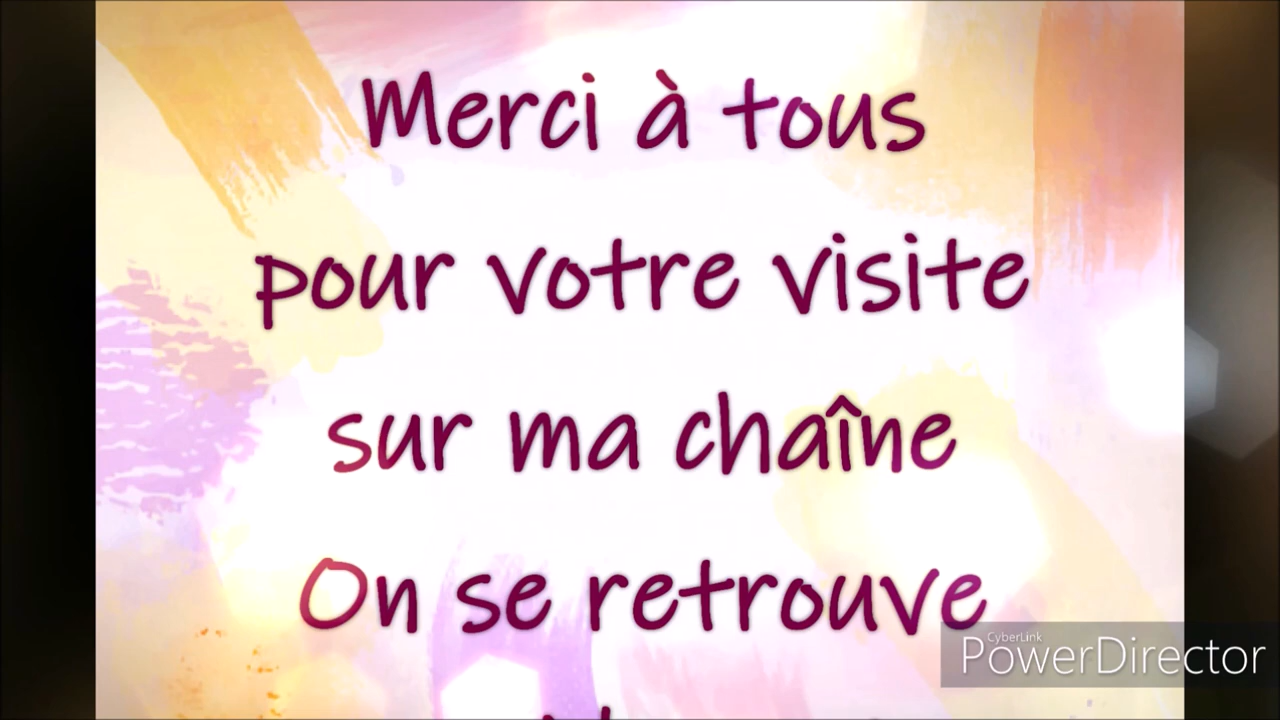 Merci à tous
pour votre visite
sur ma chaîne
On se retrouve
CyberLink
PowerDirector